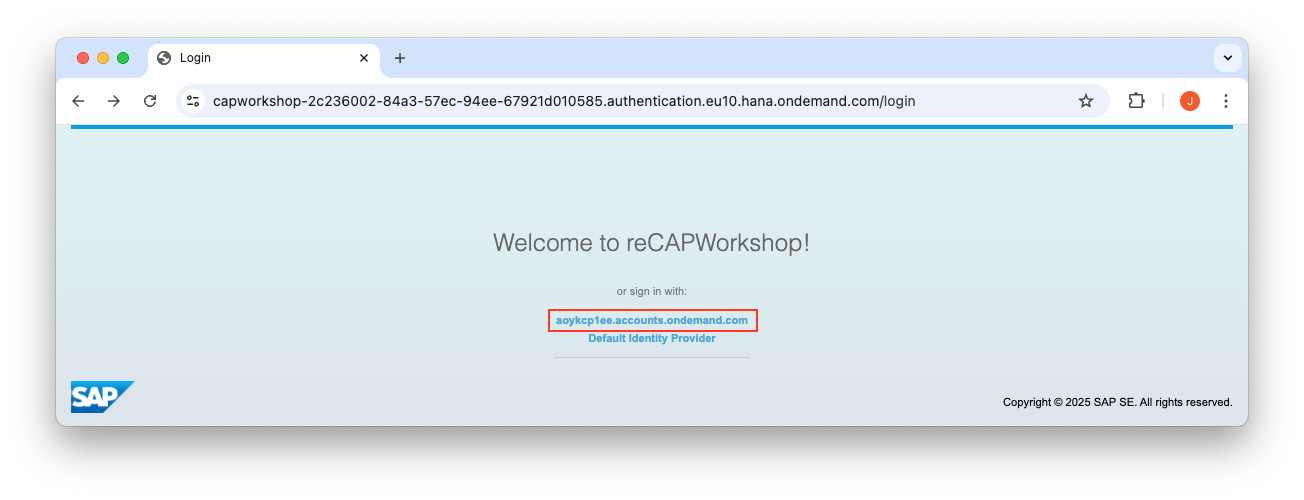 Login
capworkshop-2c236002-84a3-57ec-94ee-67921d010585.authentication.eu10.hana.ondemand.com/login
J
Welcome to reCAPWorkshop!
or sign in with:
aoykcp1ee.accounts.ondemand.com
Default Identity Provider
SAP
Copyright © 2025 SAP SE. All rights reserved.